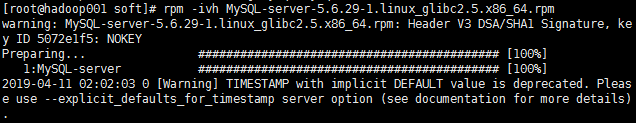 [root@hadoop001 soft]# rpm -ivh MySQL-server-5.6.29-1.linux_glibc2.5.x86_64.rpm
warning: MySQL-server-5.6.29-1.linux_glibc2.5.x86_64.rpm: Header V3 DSA/SHA1 Signature, ke
y ID 5072e1f5: NOKEY
Preparing... ########################################### [100%]
1:MySQL-server ########################################### [100%]
2019-04-11 02:02:03 0 [Warning] TIMESTAMP with implicit DEFAULT value is deprecated. Pleas
e use --explicit_defaults_for_timestamp server option (see documentation for more details)
.